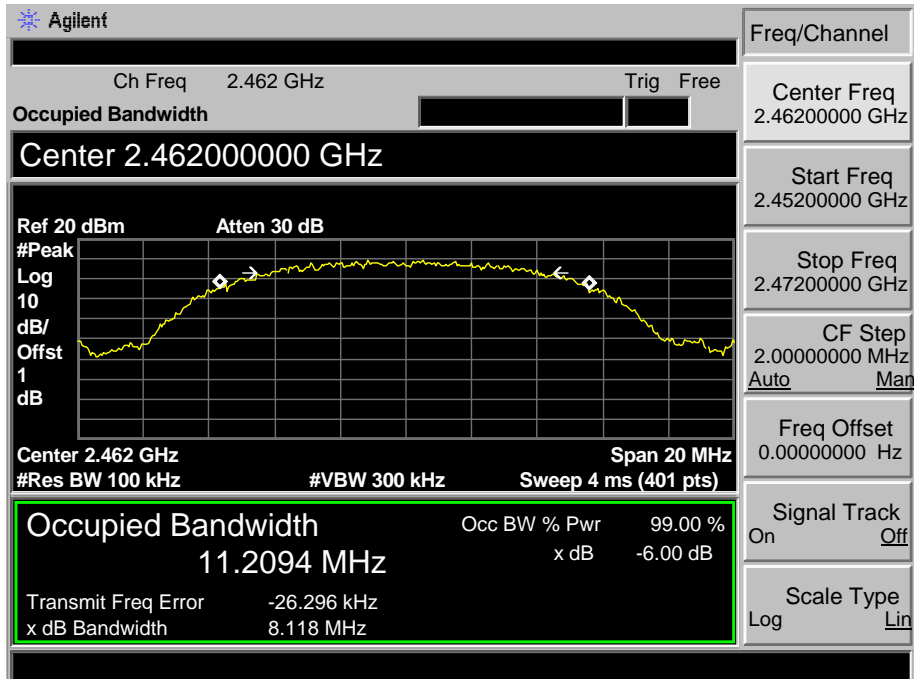 Agilent
Ch Freq 2.462 GHz Trig Free
Occupied Bandwidth
Center 2.462000000 GHz
Ref 20 dBm Atten 30 dB
#Peak
Log
10
dB/
Offst
1
dB
Center 2.462 GHz Span 20 MHz
#Res BW 100 kHz #VBW 300 kHz Sweep 4 ms (401 pts)
Occupied Bandwidth Occ BW % Pwr 99.00 %
11.2094 MHz x dB -6.00 dB
Transmit Freq Error -26.296 kHz
x dB Bandwidth 8.118 MHz
Freq/Channel
Center Freq
2.46200000 GHz
Start Freq
2.45200000 GHz
Stop Freq
2.47200000 GHz
CF Step
2.00000000 MHz
Auto Man
Freq Offset
0.00000000 Hz
Signal Track
On Off
Scale Type
Log Lin